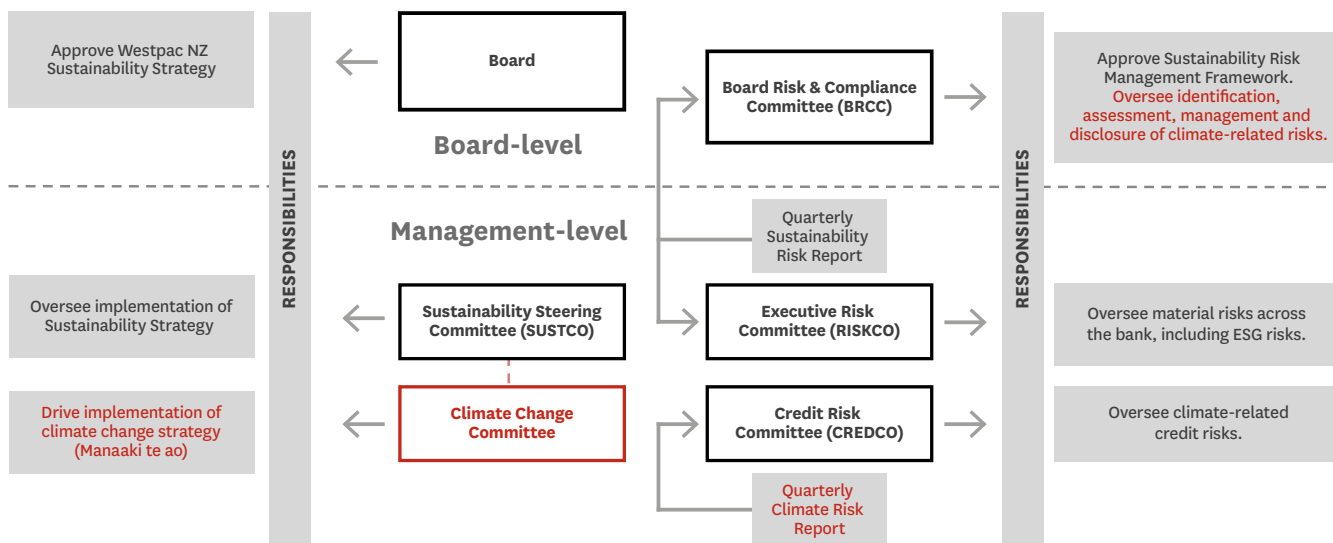 Approve Westpac NZ
Sustainability Strategy
Board
Board Risk & Compliance
Committee (BRCC)
Approve Sustainability Risk
Management Framework.
Oversee identification,
assessment, management and
disclosure of climate-related risks.
Board-level
RESPONSIBILITIES
RESPONSIBILITIES
Management-level
Quarterly
Sustainability
Risk Report
Oversee implementation of
Sustainability Strategy
Sustainability Steering
Committee (SUSTCO)
Executive Risk
Committee (RISKCO)
Oversee material risks across
the bank, including ESG risks.
Drive implementation of
climate change strategy
(Manaaki te ao)
Climate Change
Committee
Credit Risk
Committee (CREDCO)
Oversee climate-related
credit risks.
Quarterly
Climate Risk
Report